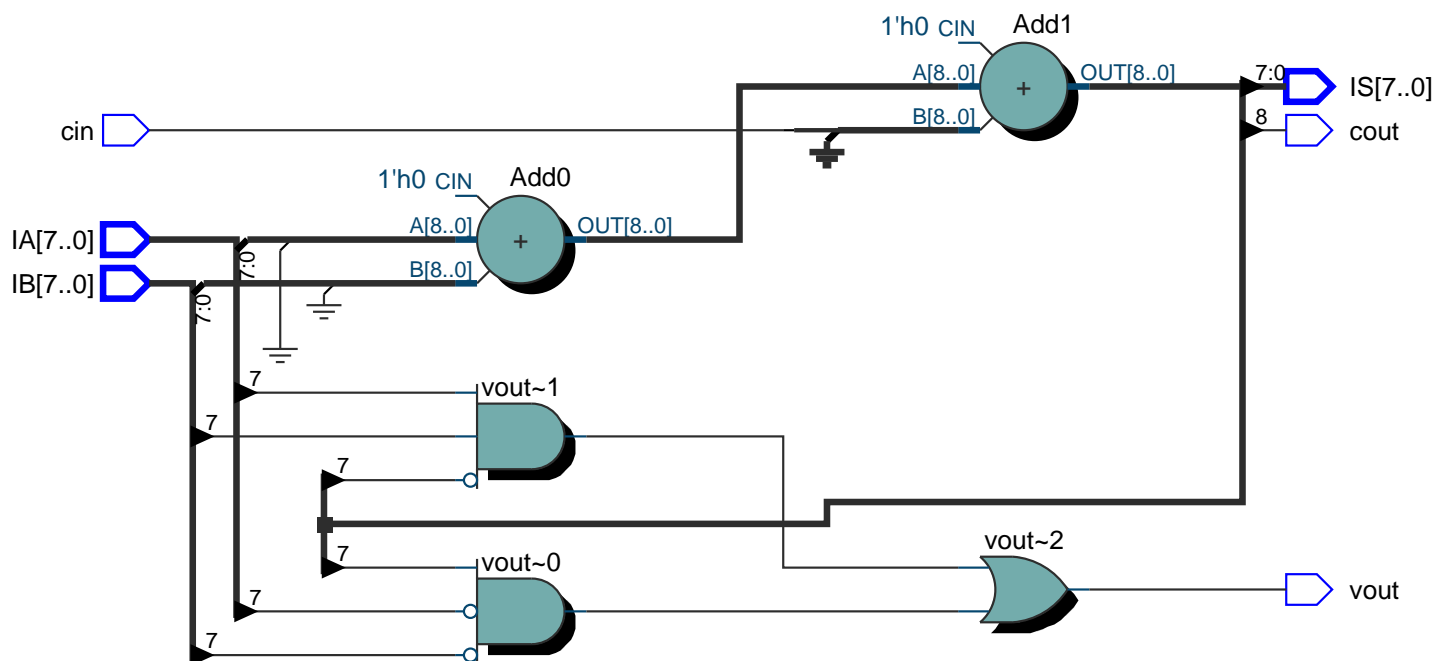 Add1
1'h0 CIN
A[8..0]
OUT[8..0]
7:0
IS[7..0]
B[8..0]
8
cout
cin
Add0
1'h0 CIN
A[8..0]
OUT[8..0]
IA[7..0]
7:0
B[8..0]
IB[7..0]
7:0
vout~1
7
7
7
vout~0
7
vout~2
7
vout
7